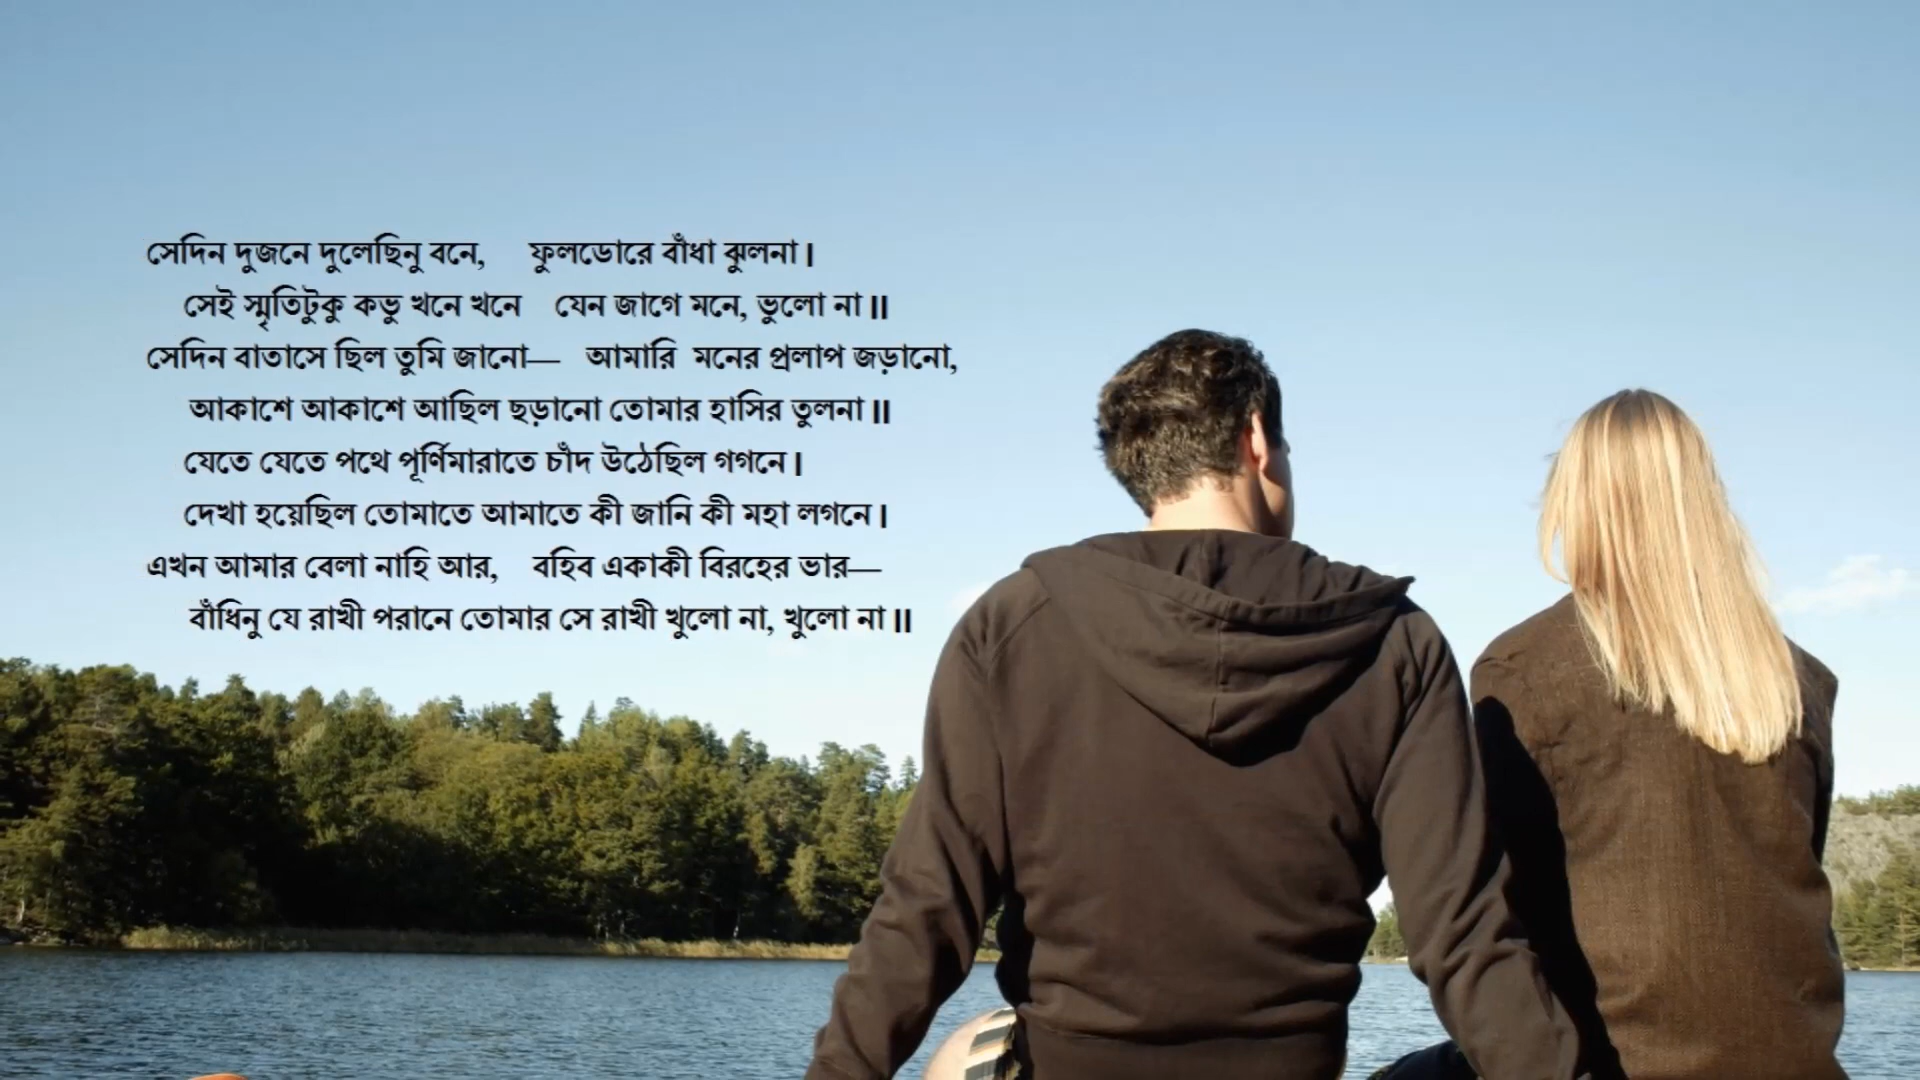 সেদিন দুজনে দুলেছিনু বনে, ফুলডোরে বাঁধা ঝুলনা।
সেই স্মৃতিটুকু কভু খনে খনে যেন জাগে মনে, ভুলো না॥
সেদিন বাতাসে ছিল তুমি জানো— আমারি মনের প্রলাপ জড়ানো,
আকাশে আকাশে আছিল ছড়ানো তোমার হাসির তুলনা॥
যেতে যেতে পথে পূর্ণিমারাতে চাঁদ উঠেছিল গগনে।
দেখা হয়েছিল তোমাতে আমাতে কী জানি কী মহা লগনে।
এখন আমার বেলা নাহি আর, বহিব একাকী বিরহের ভার—
বাঁধিনু যে রাখী পরানে তোমার সে রাখী খুলো না, খুলো না॥